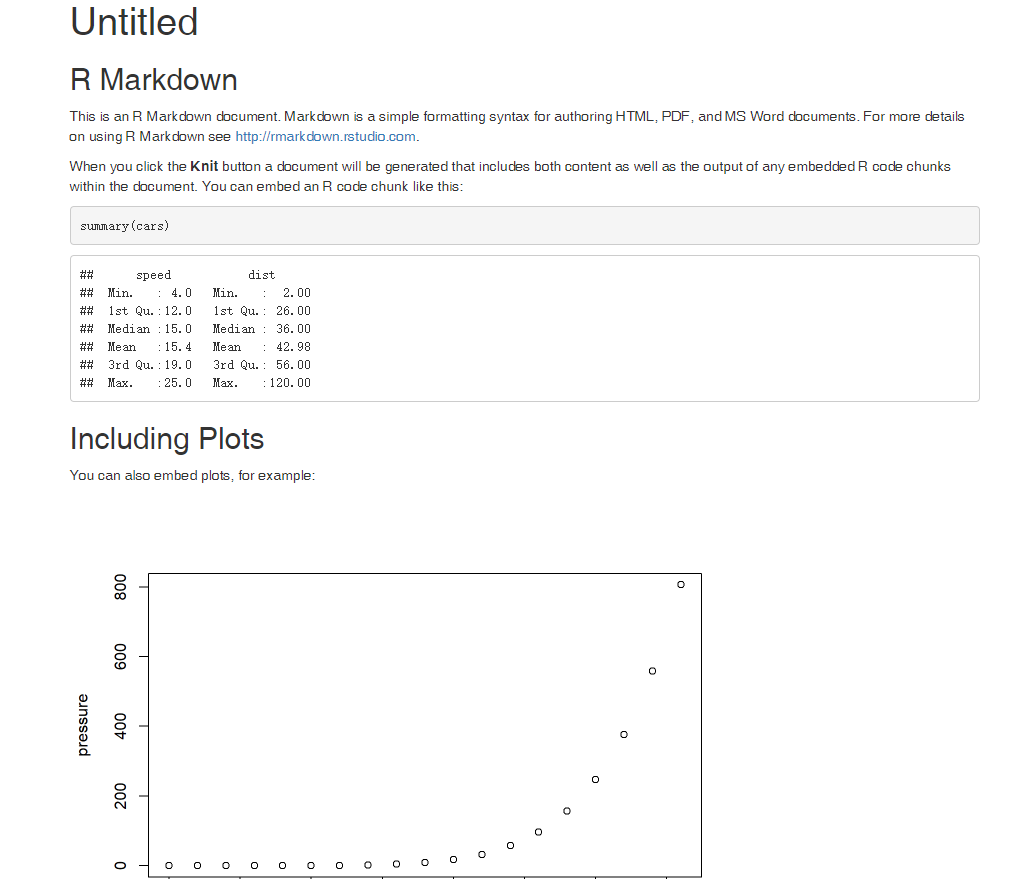 Untitled
R Markdown
This is an R Markdown document. Markdown is a simple formatting syntax for authoring HTML, PDF, and MS Word documents. For more details
on using R Markdown see http://rmarkdown.rstudio.com.
When you click the Knit button a document will be generated that includes both content as well as the output of any embedded R code chunks
within the document. You can embed an R code chunk like this:
summary(cars)
##      speed           dist
##  Min.   : 4.0   Min.   :  2.00
##  1st Qu.:12.0   1st Qu.: 26.00
##  Median :15.0   Median : 36.00
##  Mean   :15.4   Mean   : 42.98
##  3rd Qu.:19.0   3rd Qu.: 56.00
##  Max.   :25.0   Max.   :120.00
Including Plots
You can also embed plots, for example:
800
600
400
200
0
pressure